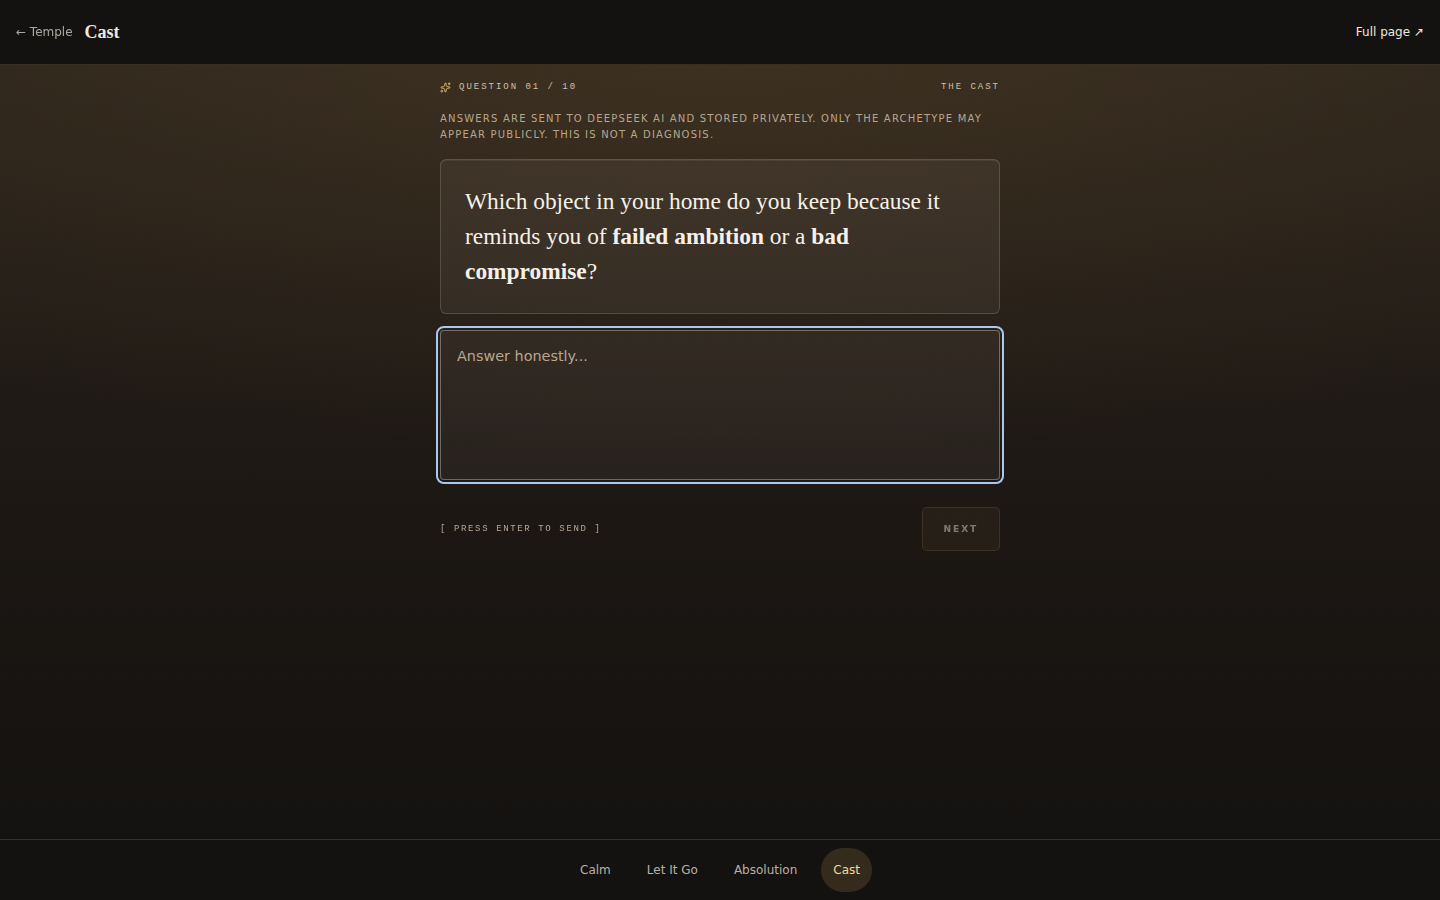 ← Temple Cast Full page ↗
QUESTION 01 / 10 THE CAST
ANSWERS ARE SENT TO DEEPSEEK AI AND STORED PRIVATELY. ONLY THE ARCHETYPE MAY
APPEAR PUBLICLY. THIS IS NOT A DIAGNOSIS.
Which object in your home do you keep because it
reminds you of failed ambition or a bad
compromise?
Answer honestly...
[ PRESS ENTER TO SEND ] NEXT
Calm Let It Go Absolution Cast